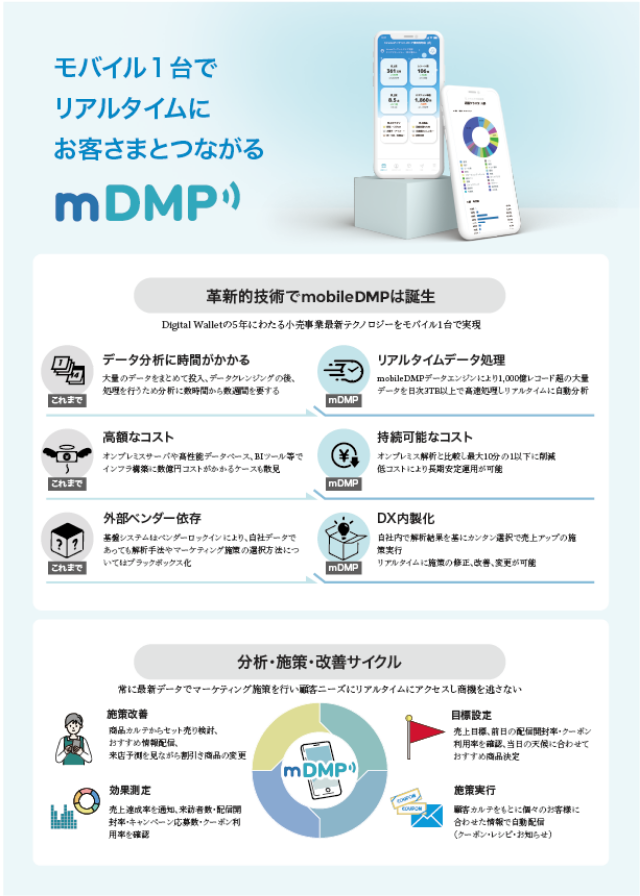 モバイル1台で
リアルタイムに
お客さまとつながる
mDMP
革新的技術でmobileDMPは誕生
Digital Walletの5年にわたる小売事業最新テクノロジーをモバイル1台で実現
データ分析に時間がかかる
大量のデータをまとめて投入、データクレンジングの後、
処理を行うため分析に数時間から数週間を要する
これまで
リアルタイムデータ処理
mobileDMPデータエンジンにより1,000億レコード超の大量
データを日次3TB以上で高速処理しリアルタイムに自動分析
mDMP
高額なコスト
オンプレミスサーバや高性能データベース、BIツール等で
インフラ構築に数億円コストがかかるケースも散見
これまで
持続可能なコスト
オンプレミス解析と比較し最大10分の1以下に削減
低コストにより長期安定運用が可能
mDMP
外部ベンダー依存
基盤システムはベンダーロックインにより、自社データで
あっても解析手法やマーケティング施策の選択方法につ
いてはブラックボックス化
これまで
DX内製化
自社内で解析結果を基にカンタン選択で売上アップの施
策実行
リアルタイムに施策の修正、改善、変更が可能
mDMP
分析・施策・改善サイクル
常に最新データでマーケティング施策を行い顧客ニーズにリアルタイムにアクセスし商機を逃さない
施策改善
商品カルテからセット売り検討、
おすすめ情報配信、
来店予測を見ながら割引き商品の変更
目標設定
売上目標、前日の配信開封率・クーポン
利用率を確認、当日の天候に合わせて
おすすめ商品決定
mDMP
効果測定
売上達成率を通知、来訪者数・配信開
封率・キャンペーン応募数・クーポン利
用率を確認
施策実行
顧客カルテをもとに個々のお客様に
合わせた情報で自動配信
(クーポン・レシピ・お知らせ)
COUPON
COUPON